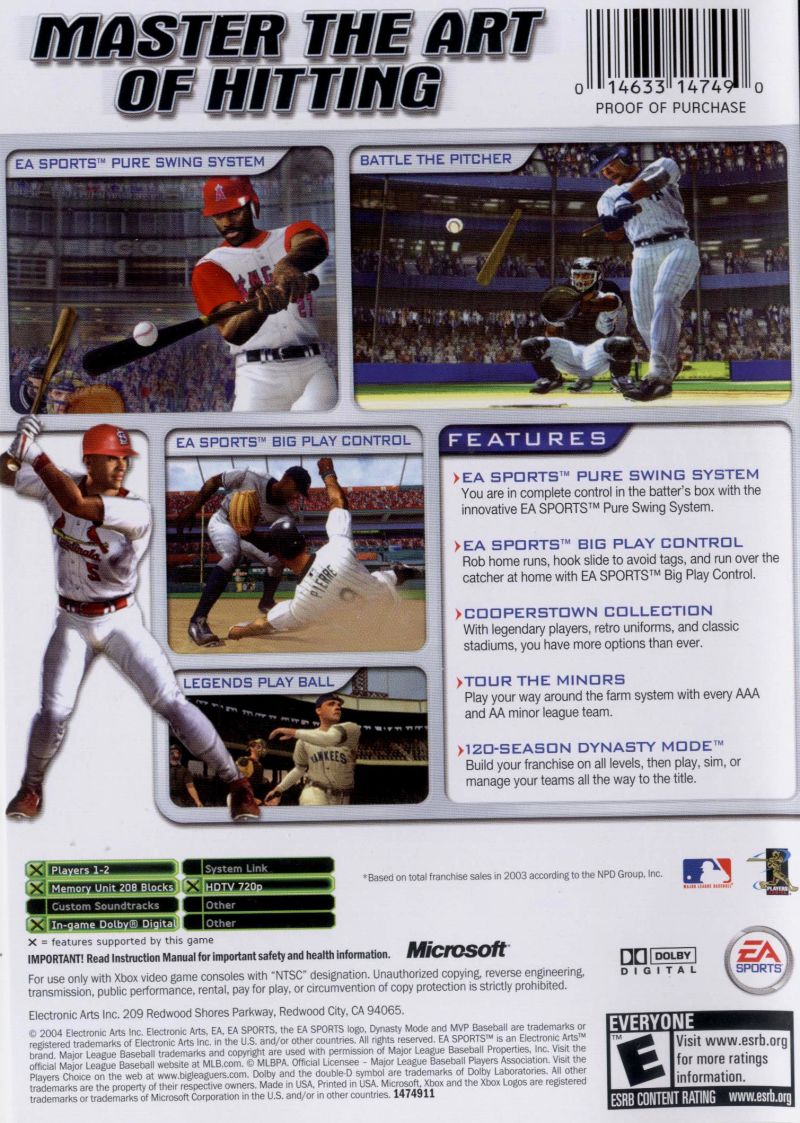 MASTER THE ART
OF HITTING
0 14633 14749 0
PROOF OF PURCHASE
EA SPORTS™ PURE SWING SYSTEM
BATTLE THE PITCHER
SAFECO
27
Cardinals
5
EA SPORTS™ BIG PLAY CONTROL
PIERRE
9
LEGENDS PLAY BALL
YANKEES
FEATURES
EA SPORTS™ PURE SWING SYSTEM
You are in complete control in the batter's box with the
innovative EA SPORTS™ Pure Swing System.
EA SPORTS™ BIG PLAY CONTROL
Rob home runs, hook slide to avoid tags, and run over the
catcher at home with EA SPORTS™ Big Play Control.
COOPERSTOWN COLLECTION
With legendary players, retro uniforms, and classic
stadiums, you have more options than ever.
TOUR THE MINORS
Play your way around the farm system with every AAA
and AA minor league team.
120-SEASON DYNASTY MODE™
Build your franchise on all levels, then play, sim, or
manage your teams all the way to the title.
X Players 1-2
X Memory Unit 208 Blocks
Custom Soundtracks
X In-game Dolby® Digital
System Link
X HDTV 720p
Other
Other
X = features supported by this game
*Based on total franchise sales in 2003 according to the NPD Group, Inc.
MAJOR LEAGUE BASEBALL
PLAYERS
IMPORTANT! Read Instruction Manual for important safety and health information.
Microsoft
For use only with Xbox video game consoles with "NTSC" designation. Unauthorized copying, reverse engineering,
transmission, public performance, rental, pay for play, or circumvention of copy protection is strictly prohibited.
DOLBY
DIGITAL
EA
SPORTS
Electronic Arts Inc. 209 Redwood Shores Parkway, Redwood City, CA 94065.
© 2004 Electronic Arts Inc. Electronic Arts, EA, EA SPORTS, the EA SPORTS logo, Dynasty Mode and MVP Baseball are trademarks or
registered trademarks of Electronic Arts Inc. in the U.S. and/or other countries. All rights reserved. EA SPORTS™ is an Electronic Arts™
brand. Major League Baseball trademarks and copyright are used with permission of Major League Baseball Properties, Inc. Visit the
official Major League Baseball website at MLB.com. © MLBPA. Official Licensee – Major League Baseball Players Association. Visit the
Players Choice on the web at www.bigleaguers.com. Dolby and the double-D symbol are trademarks of Dolby Laboratories. All other
trademarks are the property of their respective owners. Made in USA, Printed in USA. Microsoft, Xbox and the Xbox Logos are registered
trademarks or trademarks of Microsoft Corporation in the U.S. and/or in other countries. 1474911
EVERYONE
E
™
Visit www.esrb.org
for more ratings
information.
ESRB CONTENT RATING www.esrb.org